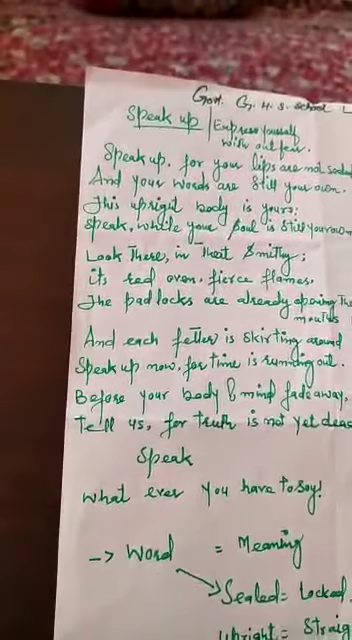 Govt. G. H. S. School L
Speak up | Express yourself
with out fear.
Speak up, for your lips are not sealed
And your words are still your own.
This upright body is yours;
speak, while your soul is still your own
Look There, in That Smithy;
its red oven, fierce flames.
The padlocks are already opening their
mouths
And each fetter is skirting around
Speak up now, for time is running out.
Before your body & mind fade away,
Tell us, for truth is not yet dead
Speak
what ever you have to say!
-> Word = Meaning
Sealed = Locked.
upright = Straig